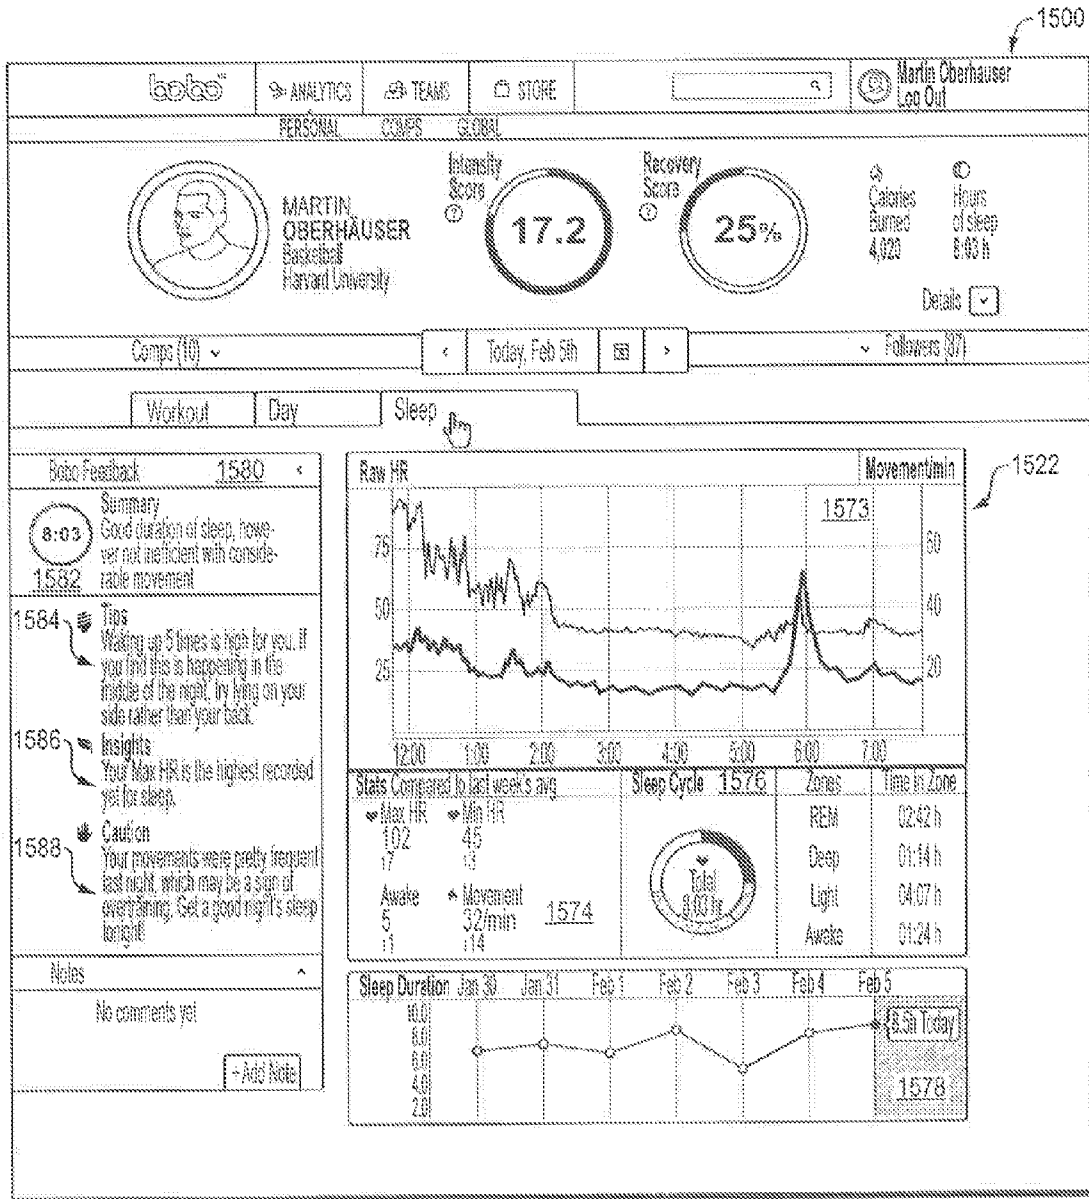 1500
bobo™
ANALYTICS
TEAMS
STORE
Martin Oberhauser
Log Out
PERSONAL COMPS GLOBAL
MARTIN
OBERHÄUSER
Basketball
Harvard University
Intensity
Score
?
17.2
Recovery
Score
?
25%
Calories
Burned
4,020
Hours
of sleep
8:03 h
Details
Comps (10)
< Today, Feb 5th >
Followers (87)
Workout Day Sleep
1522
Bobo Feedback 1580 <
8:03
1582
Summary
Good duration of sleep, howe-
ver not inefficient with conside-
rable movement
1584
Tips
Waking up 5 times is high for you. If
you find this is happening in the
middle of the night, try lying on your
side rather than your back.
1586
Insights
Your Max HR is the highest recorded
yet for sleep.
1588
Caution
Your movements were pretty frequent
last night, which may be a sign of
overtraining. Get a good night's sleep
tonight!
Notes
No comments yet
+Add Note
Raw HR
Movement/min
1573
75
50
25
60
40
20
12:00 1:00 2:00 3:00 4:00 5:00 6:00 7:00
Stats Compared to last week's avg
Max HR
102
↑7
Min HR
45
↑3
Awake
5
↑1
Movement
32/min
↑14
1574
Sleep Cycle 1576
Total
8.03 hr
Zones Time in Zone
REM 02:42 h
Deep 01:14 h
Light 04:07 h
Awake 01:24 h
Sleep Duration Jan 30 Jan 31 Feb 1 Feb 2 Feb 3 Feb 4 Feb 5
10.0
8.0
6.0
4.0
2.0
8.5h Today
1578